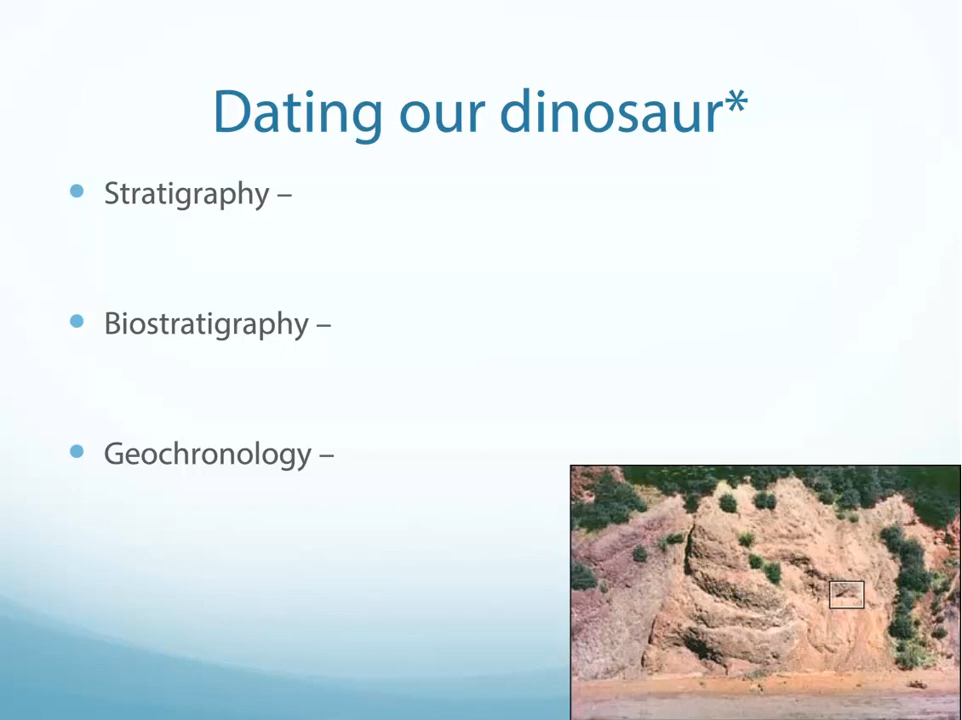 Dating our dinosaur*
Stratigraphy –
Biostratigraphy –
Geochronology –